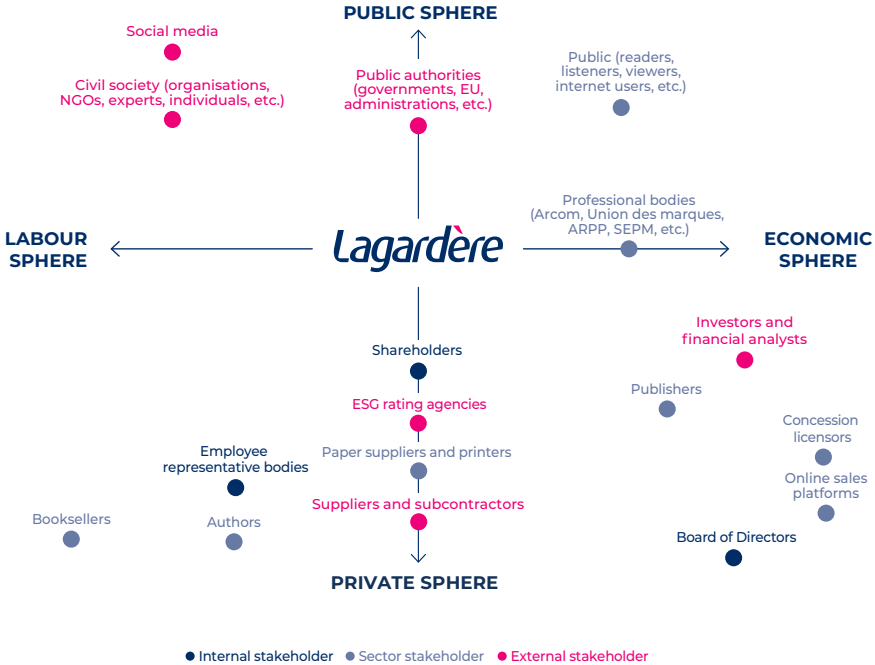 PUBLIC SPHERE
Social media
Civil society (organisations,
NGOs, experts, individuals, etc.)
Public authorities
(governments, EU,
administrations, etc.)
Public (readers,
listeners, viewers,
internet users, etc.)
Professional bodies
(Arcom, Union des marques,
ARPP, SEPM, etc.)
LABOUR
SPHERE
Lagardère
ECONOMIC
SPHERE
Investors and
financial analysts
Shareholders
Publishers
ESG rating agencies
Concession
licensors
Employee
representative bodies
Paper suppliers and printers
Online sales
platforms
Suppliers and subcontractors
Booksellers
Authors
Board of Directors
PRIVATE SPHERE
Internal stakeholder
Sector stakeholder
External stakeholder